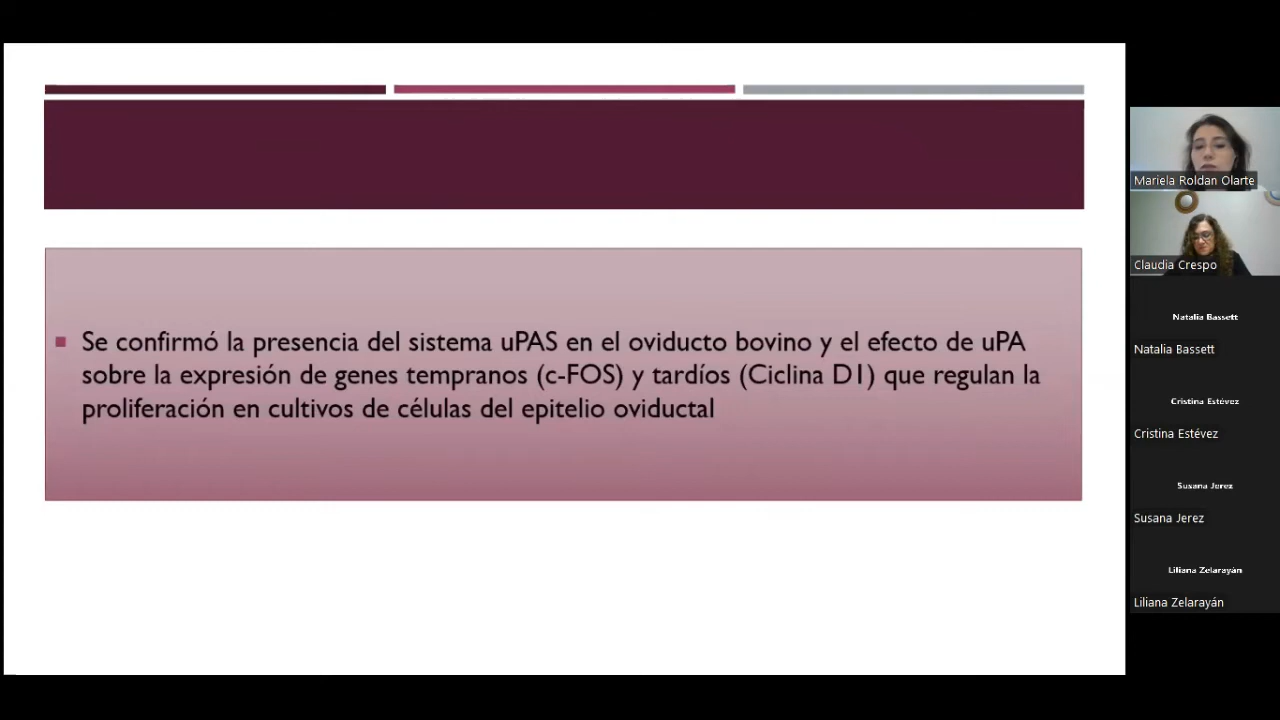 Se confirmó la presencia del sistema uPAS en el oviducto bovino y el efecto de uPA
sobre la expresión de genes tempranos (c-FOS) y tardíos (Ciclina D1) que regulan la
proliferación en cultivos de células del epitelio oviductal
Mariela Roldan Olarte
Claudia Crespo
Natalia Bassett
Natalia Bassett
Cristina Estévez
Cristina Estévez
Susana Jerez
Susana Jerez
Liliana Zelarayán
Liliana Zelarayán